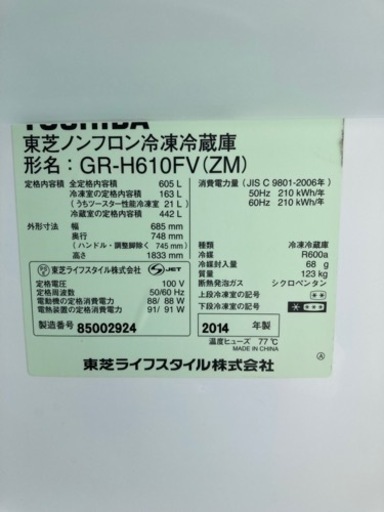 TOSHIBA
東芝ノンフロン冷凍冷蔵庫
形名：GR-H610FV(ZM)
定格内容積 全定格内容積 605 L
冷凍室の定格内容積 163 L
(うちツースター性能冷凍室 21 L)
冷蔵室の定格内容積 442 L
外形寸法 幅 685 mm
奥行 748 mm
(ハンドル・調整脚除く 745 mm)
高さ 1833 mm
東芝ライフスタイル株式会社 S-JET
定格電圧 100 V
定格周波数 50/60 Hz
電動機の定格消費電力 88/ 88 W
電熱装置の定格消費電力 91/ 91 W
製造番号 85002924
消費電力量 (JIS C 9801-2006年)
50Hz 210 kWh/年
60Hz 210 kWh/年
種類 冷凍冷蔵庫
冷媒 R600a
冷媒封入量 68 g
質量 123 kg
断熱発泡ガス シクロペンタン
上段冷凍室の記号
下段冷凍室の記号
2014 年製
温度ヒューズ 77℃
MADE IN CHINA
東芝ライフスタイル株式会社
Ⓐ